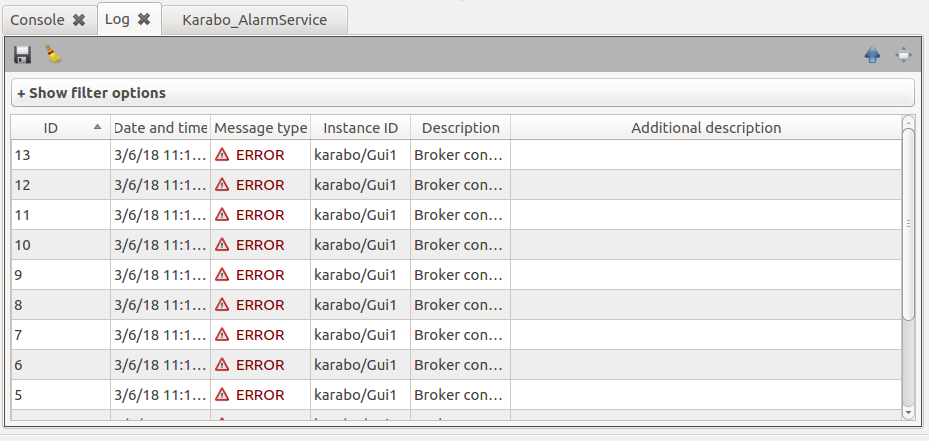 Console Log Karabo_AlarmService
+ Show filter options
ID Date and time Message type Instance ID Description Additional description
13 3/6/18 11:1... ERROR karabo/Gui1 Broker con...
12 3/6/18 11:1... ERROR karabo/Gui1 Broker con...
11 3/6/18 11:1... ERROR karabo/Gui1 Broker con...
10 3/6/18 11:1... ERROR karabo/Gui1 Broker con...
9 3/6/18 11:1... ERROR karabo/Gui1 Broker con...
8 3/6/18 11:1... ERROR karabo/Gui1 Broker con...
7 3/6/18 11:1... ERROR karabo/Gui1 Broker con...
6 3/6/18 11:1... ERROR karabo/Gui1 Broker con...
5 3/6/18 11:1... ERROR karabo/Gui1 Broker con...